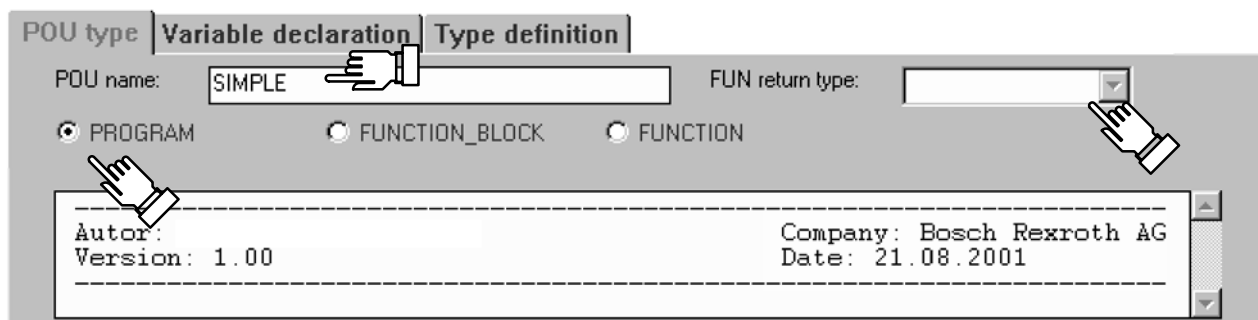 POU type Variable declaration Type definition
POU name: SIMPLE FUN return type:
PROGRAM FUNCTION_BLOCK FUNCTION
Autor: Company: Bosch Rexroth AG
Version: 1.00 Date: 21.08.2001